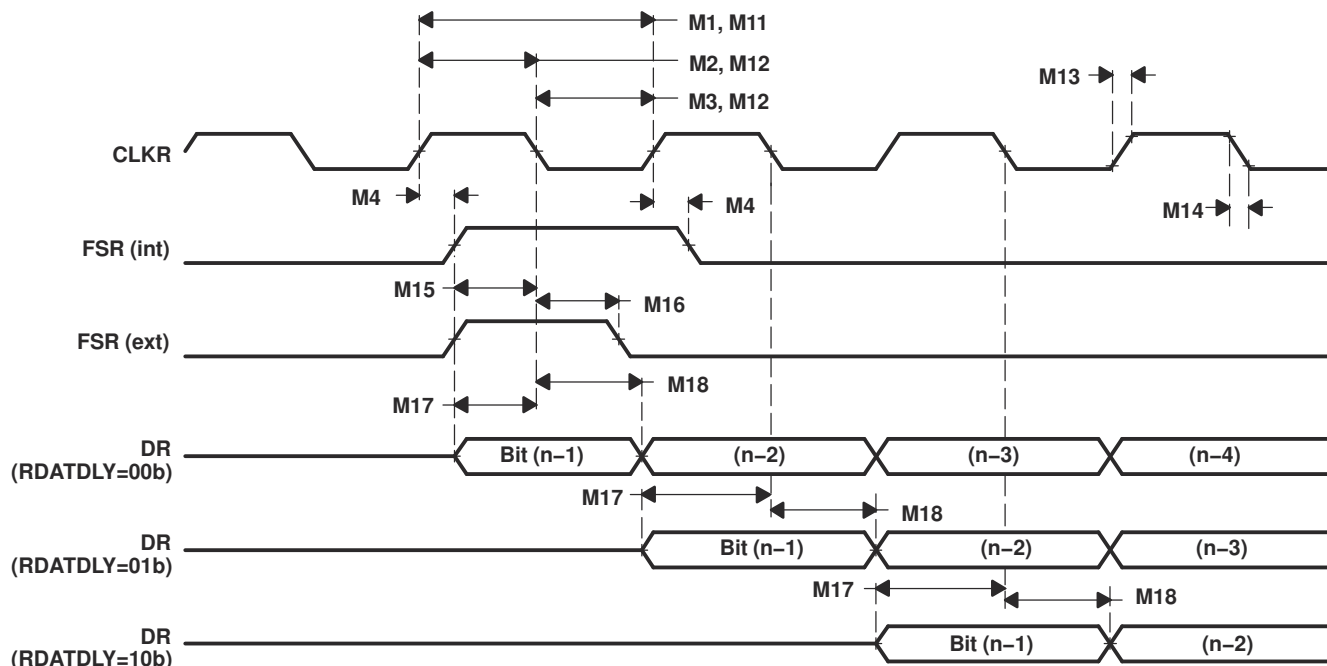 M1, M11
M2, M12
M13
M3, M12
CLKR
M4
M4
M14
FSR (int)
M15
M16
FSR (ext)
M18
M17
DR
(RDATDLY=00b)
Bit (n−1)
(n−2)
(n−3)
(n−4)
M17
M18
DR
(RDATDLY=01b)
Bit (n−1)
(n−2)
(n−3)
M17
M18
DR
(RDATDLY=10b)
Bit (n−1)
(n−2)